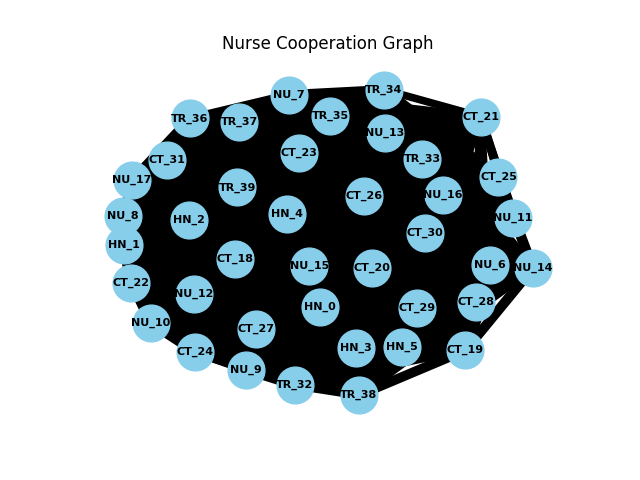 Nurse Cooperation Graph
TR_34
NU_7
TR_35
CT_21
TR_36
TR_37
NU_13
CT_23
TR_33
CT_31
CT_25
NU_17
TR_39
NU_16
CT_26
HN_4
NU_8
HN_2
NU_11
CT_30
HN_1
CT_18
NU_15
CT_20
NU_6
NU_14
CT_22
NU_12
CT_28
HN_0
CT_29
NU_10
CT_27
HN_3
HN_5
CT_19
CT_24
NU_9
TR_32
TR_38